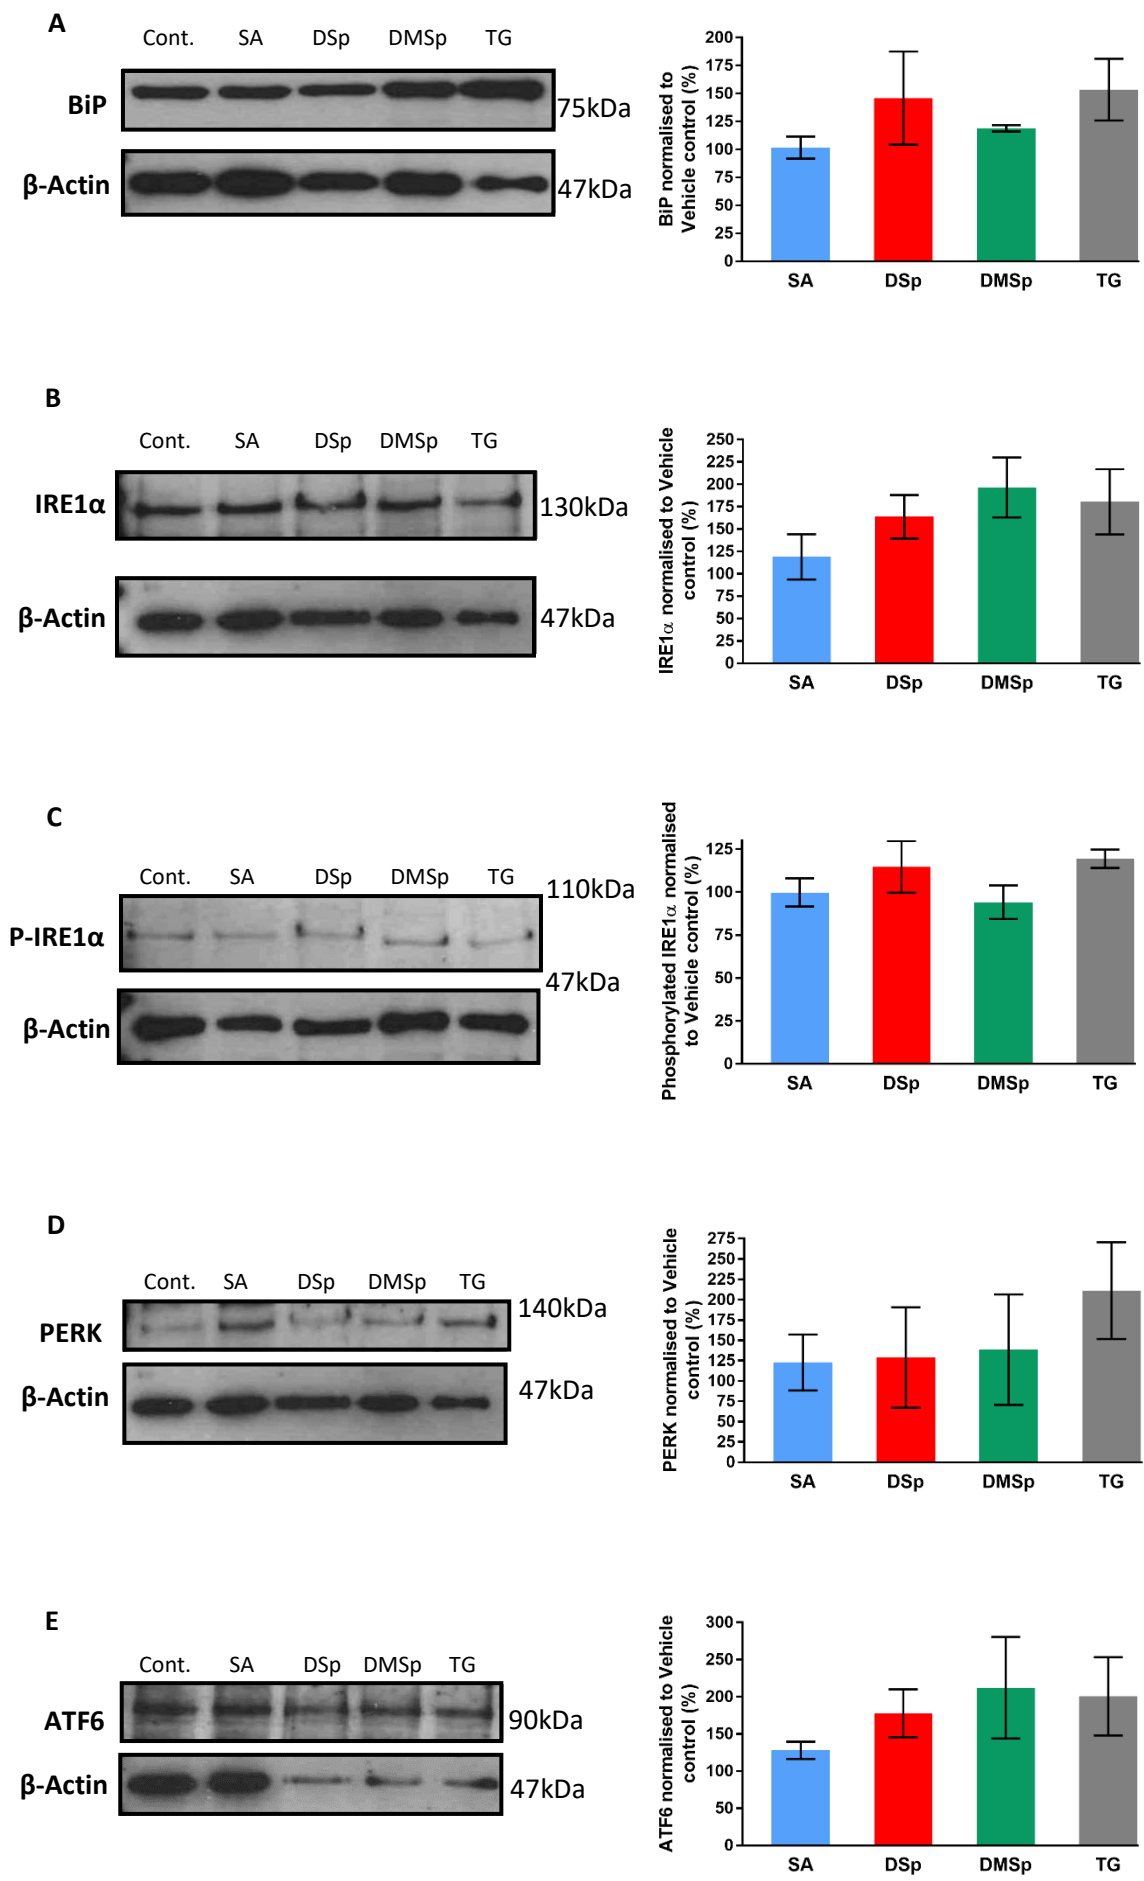 A
Cont. SA DSp DMSp TG
BiP
75kDa
β-Actin
47kDa
BiP normalised to
Vehicle control (%)
200
175
150
125
100
75
50
25
0
SA DSp DMSp TG
B
Cont. SA DSp DMSp TG
IRE1α
130kDa
β-Actin
47kDa
IRE1α normalised to Vehicle
control (%)
250
225
200
175
150
125
100
75
50
25
0
SA DSp DMSp TG
C
Cont. SA DSp DMSp TG
110kDa
P-IRE1α
47kDa
β-Actin
Phosphorylated IRE1α normalised
to Vehicle control (%)
125
100
75
50
25
0
SA DSp DMSp TG
D
Cont. SA DSp DMSp TG
140kDa
PERK
47kDa
β-Actin
PERK normalised to Vehicle
control (%)
275
250
225
200
175
150
125
100
75
50
25
0
SA DSp DMSp TG
E
Cont. SA DSp DMSp TG
ATF6
90kDa
β-Actin
47kDa
ATF6 normalised to Vehicle
control (%)
300
250
200
150
100
50
0
SA DSp DMSp TG